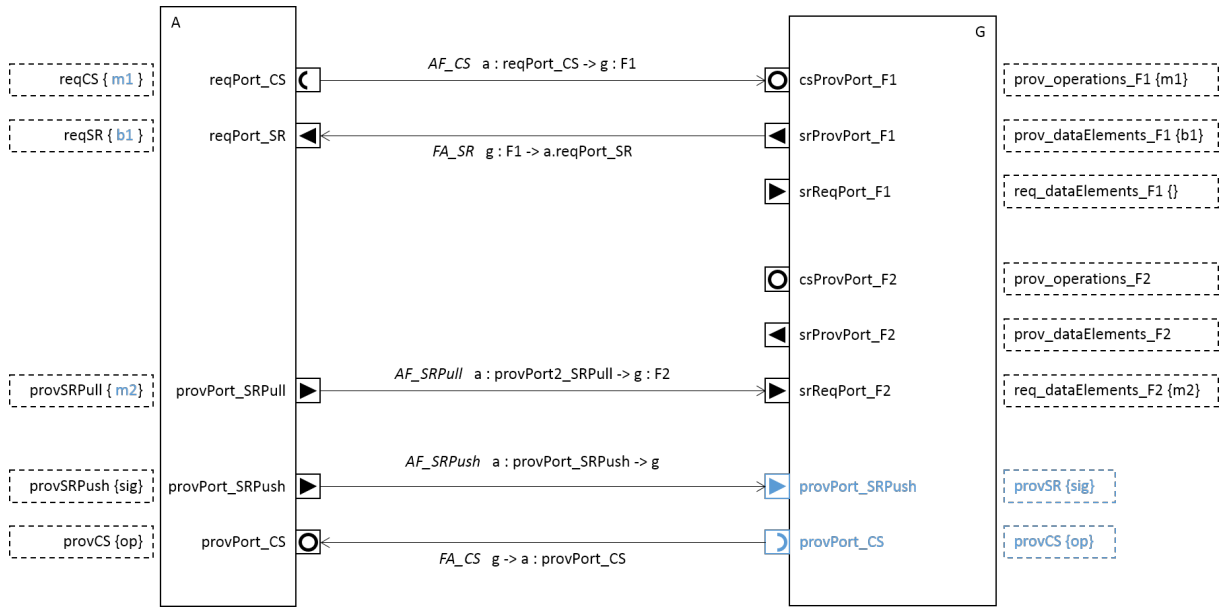 A
G
reqCS { m1 }
reqPort_CS
AF_CS a : reqPort_CS -> g : F1
csProvPort_F1
prov_operations_F1 {m1}
reqSR { b1 }
reqPort_SR
FA_SR g : F1 -> a.reqPort_SR
srProvPort_F1
prov_dataElements_F1 {b1}
srReqPort_F1
req_dataElements_F1 {}
csProvPort_F2
prov_operations_F2
srProvPort_F2
prov_dataElements_F2
provSRPull { m2}
provPort_SRPull
AF_SRPull a : provPort2_SRPull -> g : F2
srReqPort_F2
req_dataElements_F2 {m2}
provSRPush {sig}
provPort_SRPush
AF_SRPush a : provPort_SRPush -> g
provPort_SRPush
provSR {sig}
provCS {op}
provPort_CS
FA_CS g -> a : provPort_CS
provPort_CS
provCS {op}